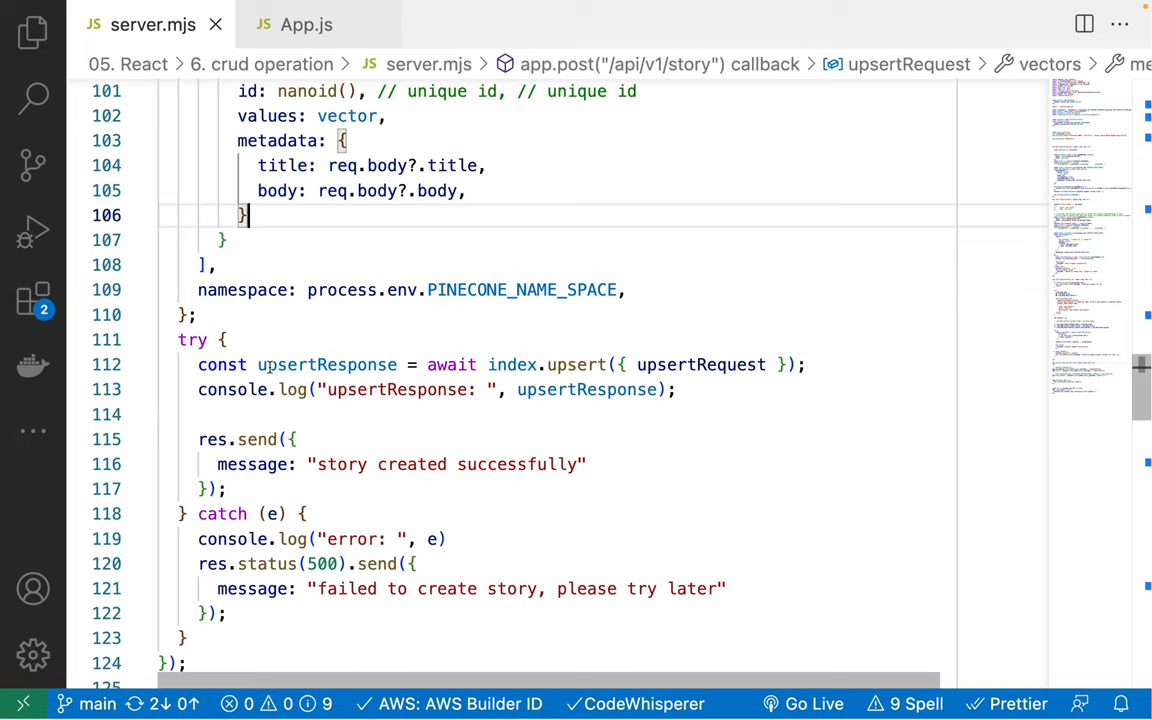 JS server.mjs
JS App.js
05. React > 6. crud operation > JS server.mjs > app.post("/api/v1/story") callback > upsertRequest > vectors > me
101 id: nanoid(), // unique id, // unique id
102 values: vector,
103 metadata: {
104 title: req.body?.title,
105 body: req.body?.body,
106 }
107 }
108 ],
109 namespace: process.env.PINECONE_NAME_SPACE,
110 };
111 try {
112 const upsertResponse = await index.upsert({ upsertRequest });
113 console.log("upsertResponse: ", upsertResponse);
114
115 res.send({
116 message: "story created successfully"
117 });
118 } catch (e) {
119 console.log("error: ", e)
120 res.status(500).send({
121 message: "failed to create story, please try later"
122 });
123 }
124 });
125
2
main 2↓ 0↑ 0 0 9 AWS: AWS Builder ID CodeWhisperer Go Live 9 Spell Prettier